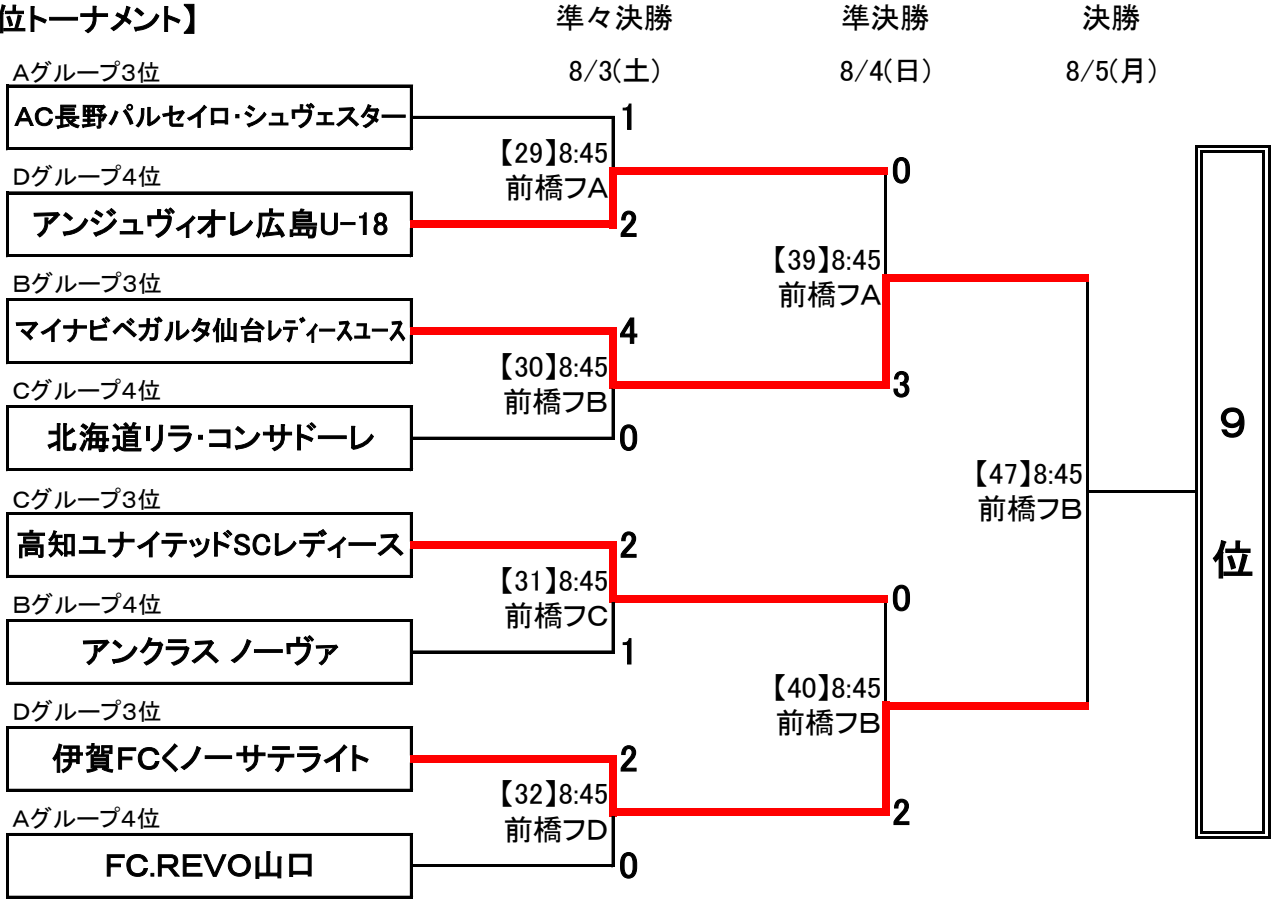 位トーナメント】
準々決勝 準決勝 決勝
8/3(土) 8/4(日) 8/5(月)
Aグループ3位
AC長野パルセイロ・シュヴェスター
1
【29】8:45
前橋フA
0
Dグループ4位
アンジュヴィオレ広島U-18
2
【39】8:45
前橋フA
Bグループ3位
マイナビベガルタ仙台レディースユース
4
【30】8:45
前橋フB
3
Cグループ4位
北海道リラ・コンサドーレ
0
【47】8:45
前橋フB
9
位
Cグループ3位
高知ユナイテッドSCレディース
2
【31】8:45
前橋フC
0
Bグループ4位
アンクラス ノーヴァ
1
【40】8:45
前橋フB
Dグループ3位
伊賀FCくノ一サテライト
2
【32】8:45
前橋フD
2
Aグループ4位
FC.REVO山口
0